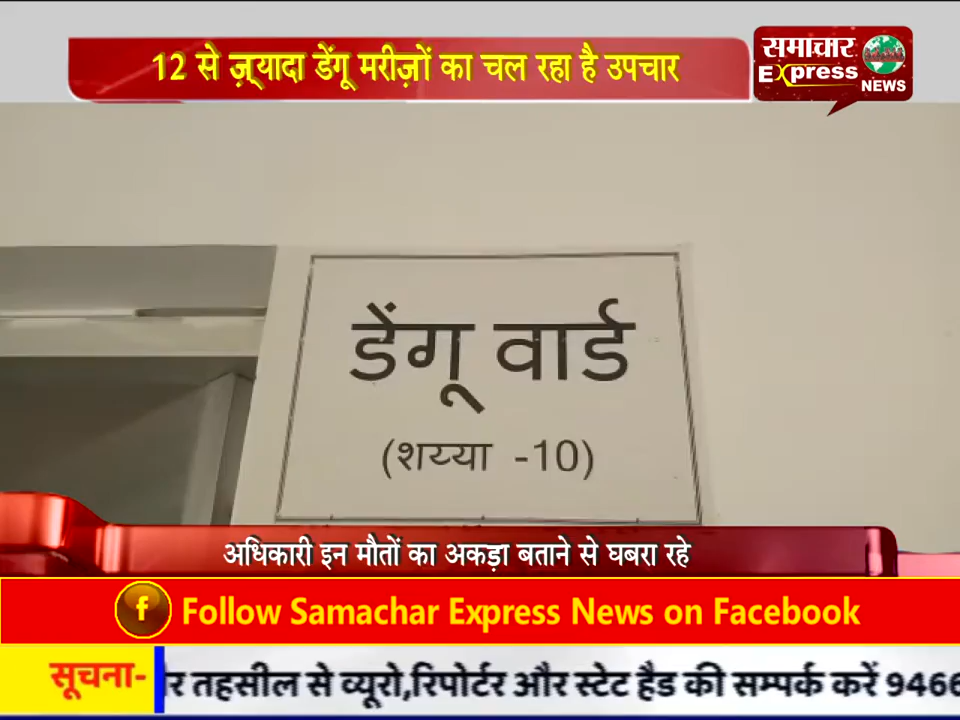 12 से ज़्यादा डेंगू मरीज़ों का चल रहा है उपचार
समाचार
Express
NEWS
डेंगू वार्ड
(शय्या -10)
अधिकारी इन मौतों का अकड़ा बताने से घबरा रहे
f Follow Samachar Express News on Facebook
सूचना- र तहसील से व्यूरो,रिपोर्टर और स्टेट हैड की सम्पर्क करें 9466